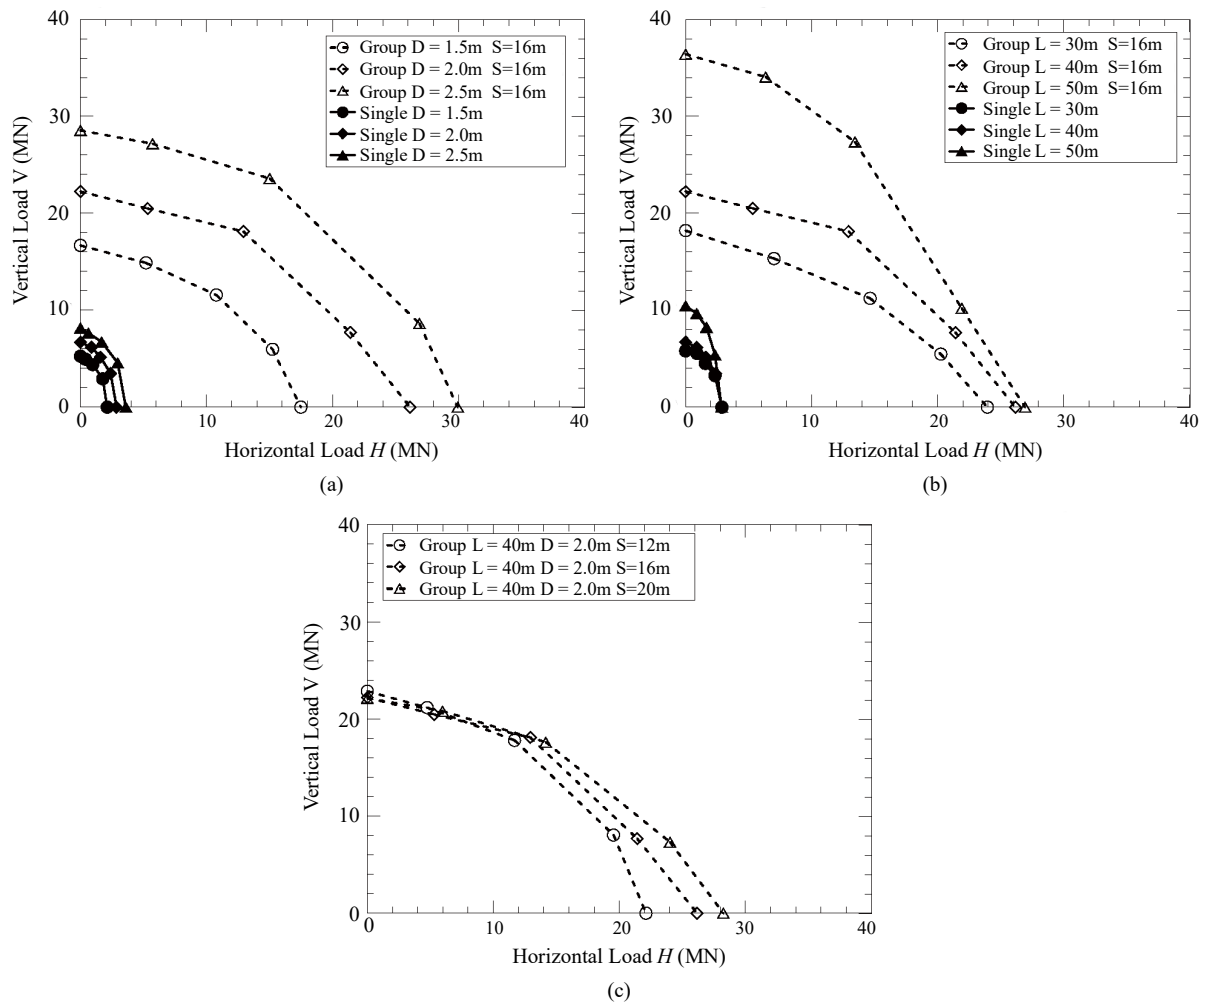 40
30
20
10
0
Vertical Load V (MN)
Group D = 1.5m S=16m
Group D = 2.0m S=16m
Group D = 2.5m S=16m
Single D = 1.5m
Single D = 2.0m
Single D = 2.5m
0 10 20 30 40
Horizontal Load H (MN)
(a)
40
30
20
10
0
Vertical Load V (MN)
Group L = 30m S=16m
Group L = 40m S=16m
Group L = 50m S=16m
Single L = 30m
Single L = 40m
Single L = 50m
0 10 20 30 40
Horizontal Load H (MN)
(b)
40
30
20
10
0
Vertical Load V (MN)
Group L = 40m D = 2.0m S=12m
Group L = 40m D = 2.0m S=16m
Group L = 40m D = 2.0m S=20m
0 10 20 30 40
Horizontal Load H (MN)
(c)